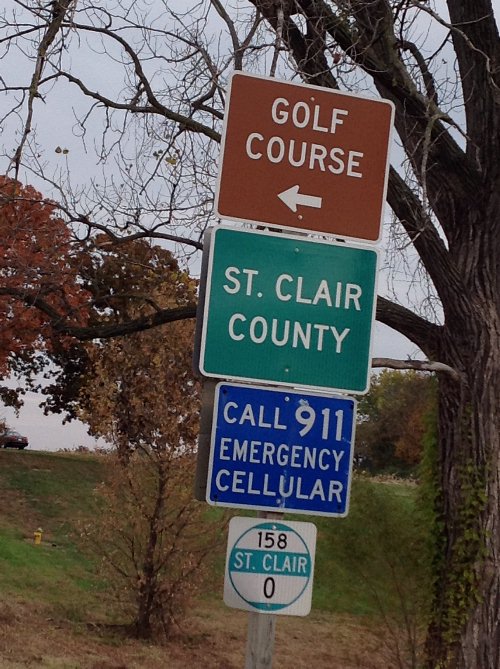 GOLF
COURSE
ST. CLAIR
COUNTY
CALL 911
EMERGENCY
CELLULAR
158
ST. CLAIR
0